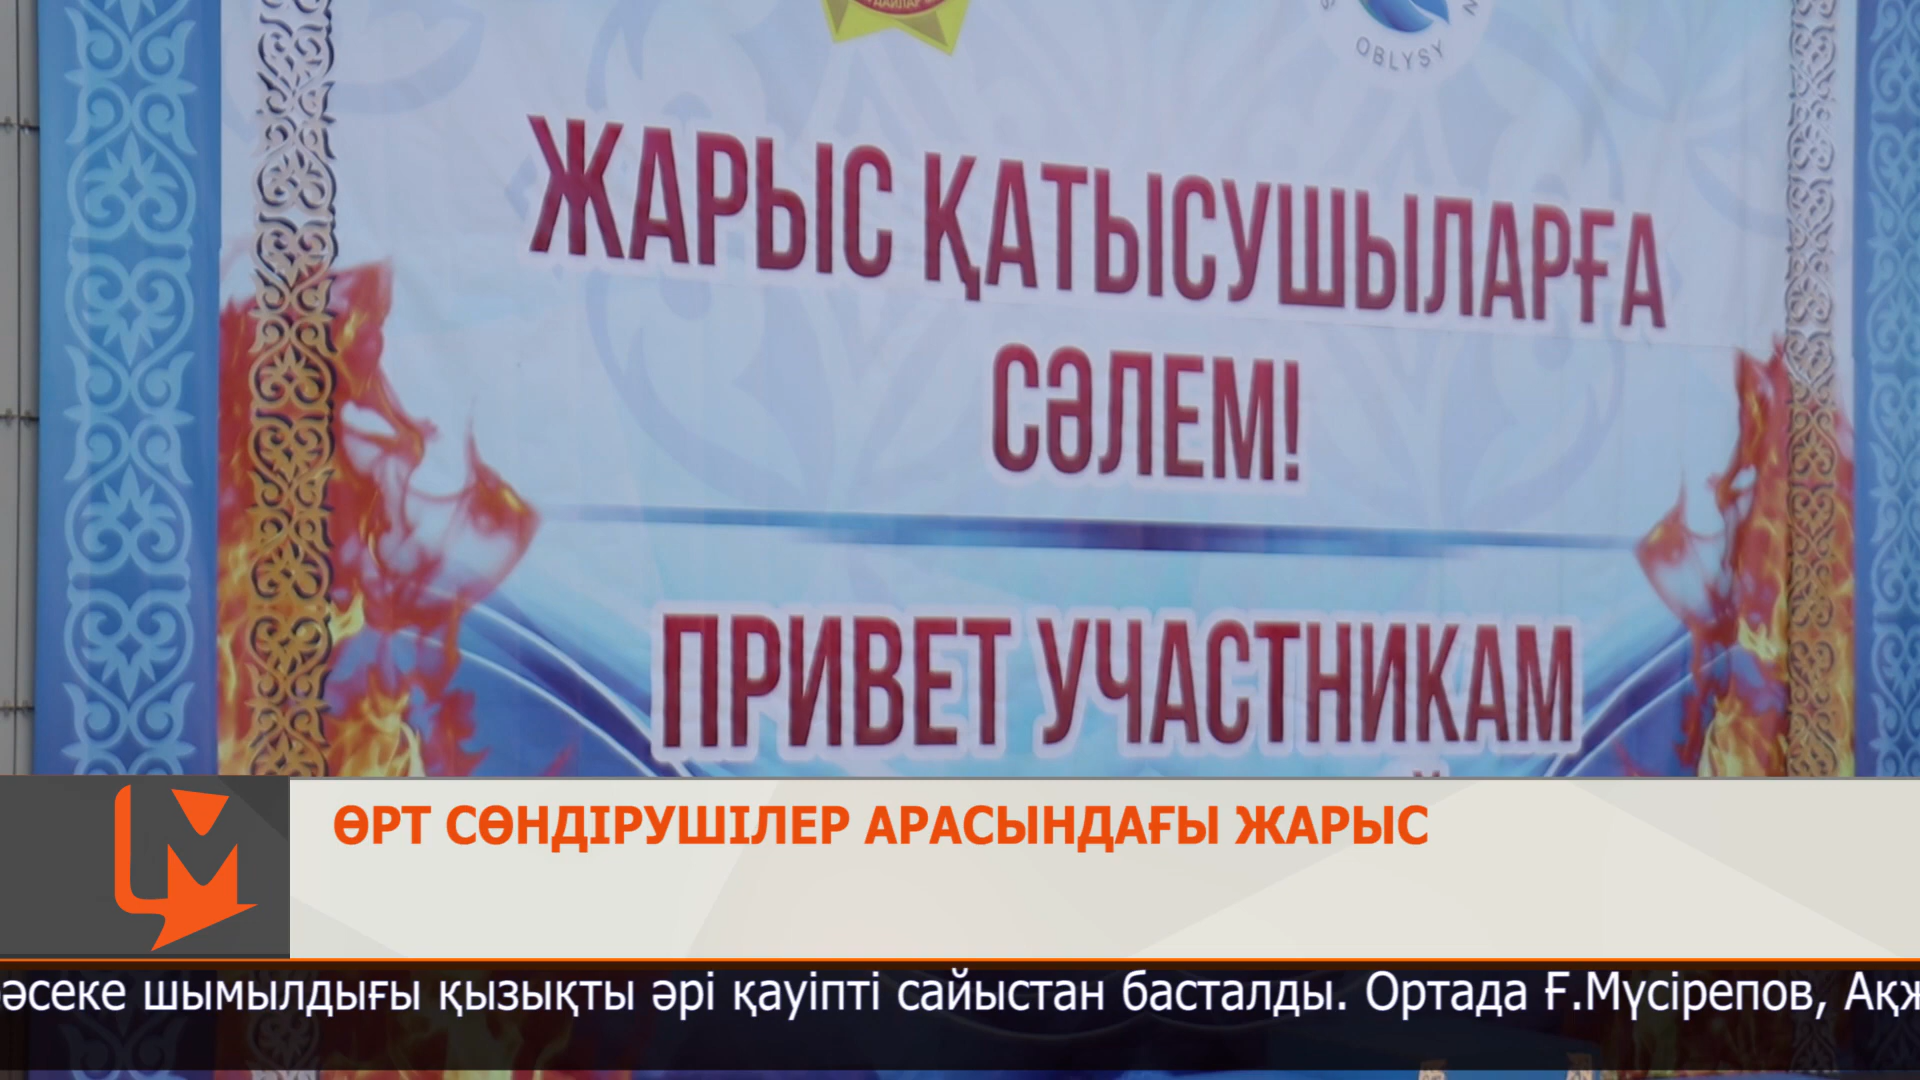 OBLYSY
ЖАРЫС ҚАТЫСУШЫЛАРҒА
СӘЛЕМ!
ПРИВЕТ УЧАСТНИКАМ
ӨРТ СӨНДІРУШІЛЕР АРАСЫНДАҒЫ ЖАРЫС
шымылдығы қызықты әрі қауіпті сайыстан басталды. Ортада Ғ.Мүсірепов,